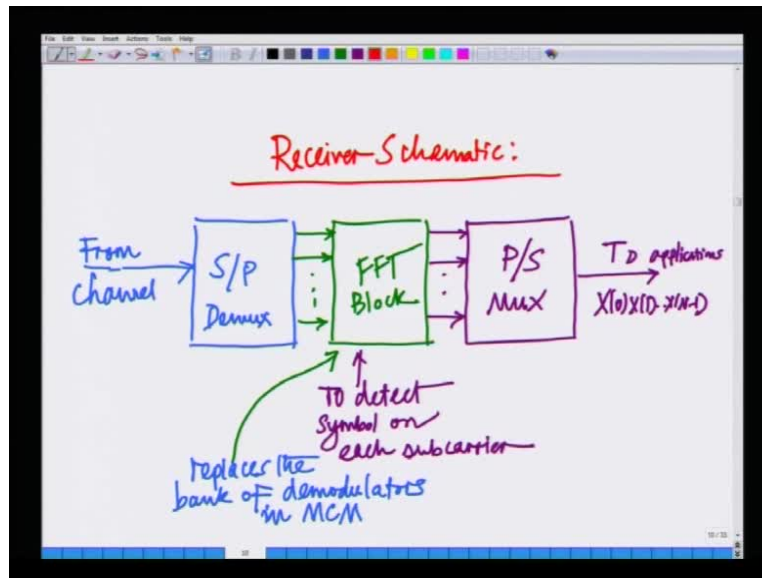 File Edit View Insert Actions Tools Help
Receiver Schematic:
From
channel
S/P
Demux
FFT
Block
P/S
Mux
To applications
X(0) X(1) .. X(N-1)
To detect
symbol on
each subcarrier
replaces the
bank of demodulators
in MCM